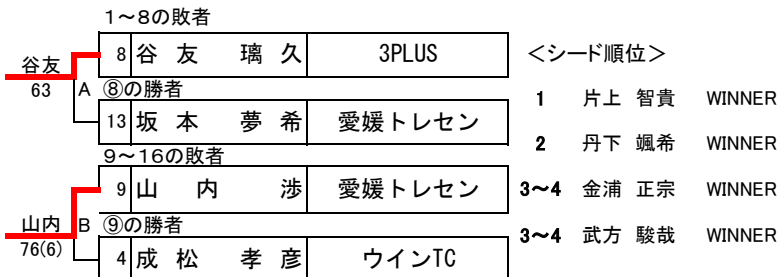 1～8の敗者
8 谷 友 璃 久 3PLUS
谷友
63
A ⑧の勝者
13 坂 本 夢 希 愛媛トレセン
9～16の敗者
9 山 内 渉 愛媛トレセン
山内
76(6)
B ⑨の勝者
4 成 松 孝 彦 ウインTC
＜シード順位＞
1 片上 智貴 WINNER
2 丹下 颯希 WINNER
3～4 金浦 正宗 WINNER
3～4 武方 駿哉 WINNER